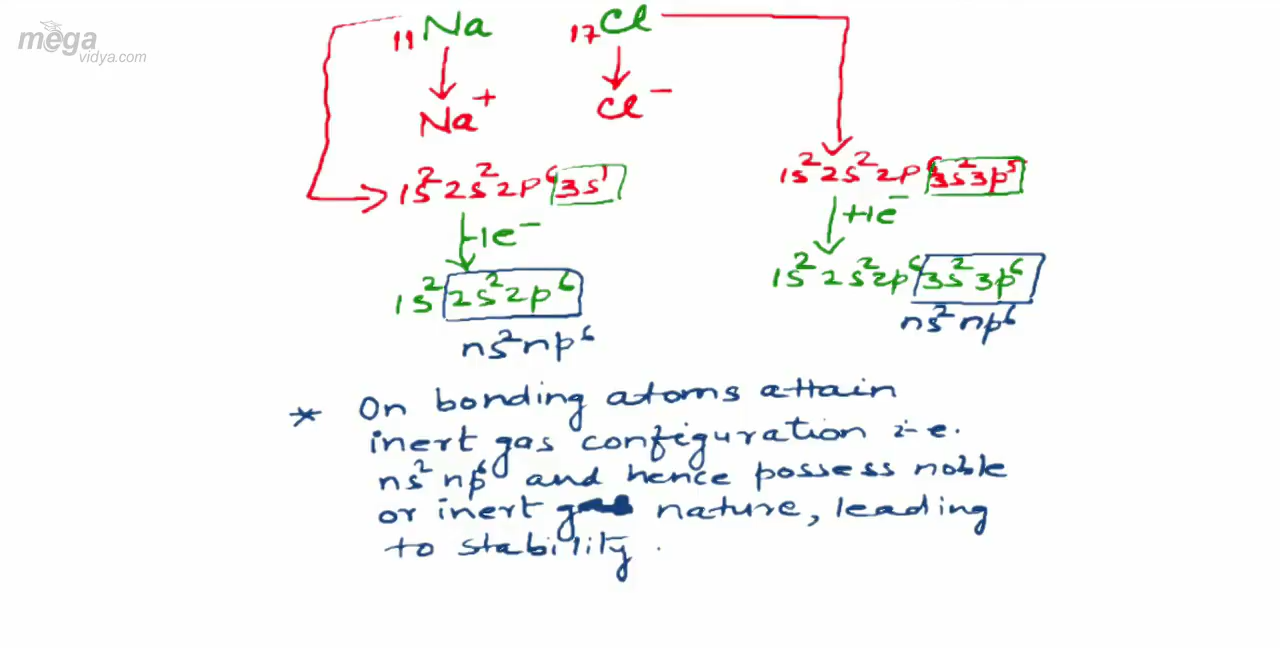 mega
vidya.com
₁₁Na ₁₇Cl
Na⁺ Cl⁻
1s² 2s² 2p⁶ 3s¹ 1s² 2s² 2p⁶ 3s² 3p⁵
-1e⁻ +1e⁻
1s² 2s² 2p⁶ 1s² 2s² 2p⁶ 3s² 3p⁶
ns² np⁶ ns² np⁶
* On bonding atoms attain
inert gas configuration i.e.
ns² np⁶ and hence possess noble
or inert nature, leading
to stability.